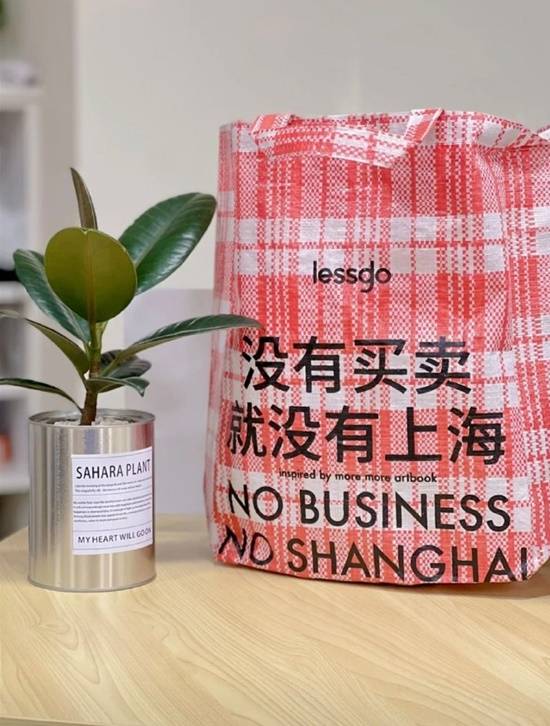 lessgo
没有买卖
就没有上海
inspired by more more artbook
NO BUSINESS
NO SHANGHAI
SAHARA PLANT
MY HEART WILL GO ON